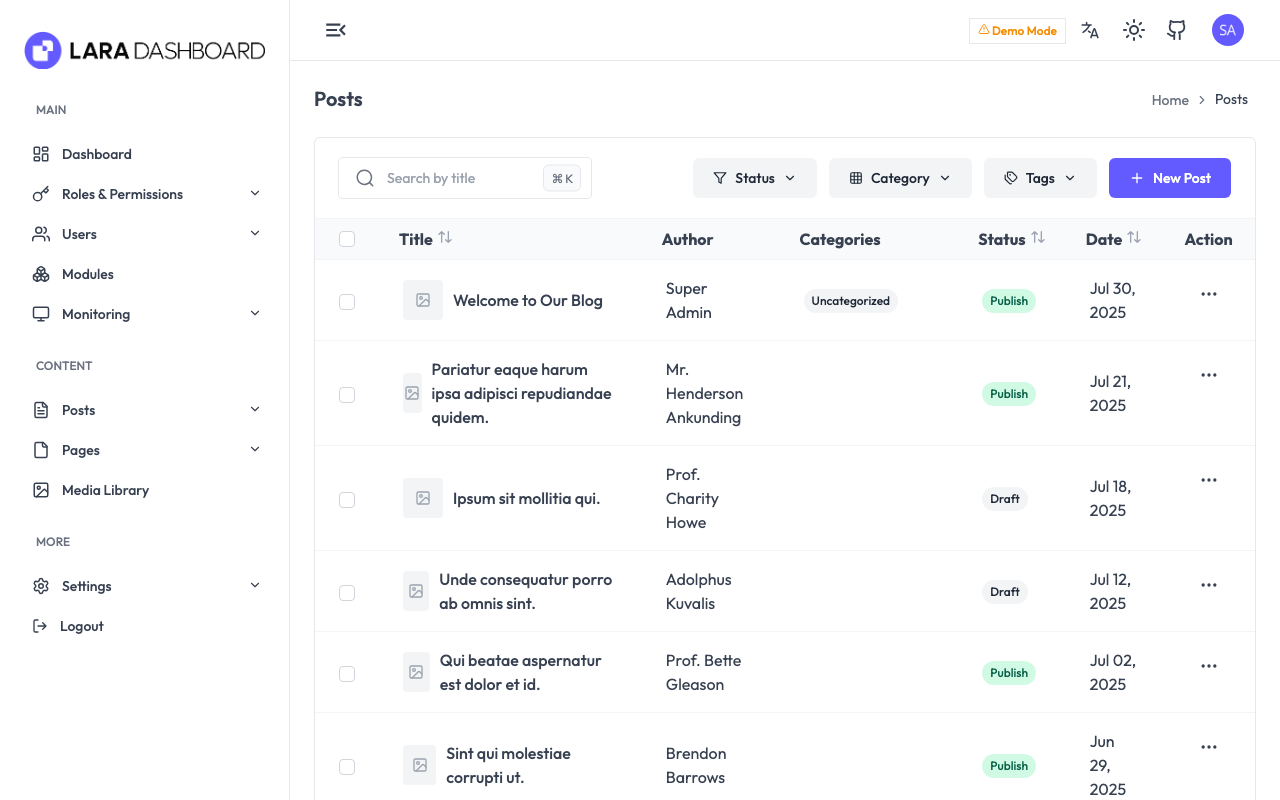 LARA DASHBOARD
MAIN
Dashboard
Roles & Permissions
Users
Modules
Monitoring
CONTENT
Posts
Pages
Media Library
MORE
Settings
Logout
Demo Mode
SA
Posts
Home > Posts
Search by title ⌘ K
Status
Category
Tags
New Post
Title Author Categories Status Date Action
Welcome to Our Blog
Super
Admin
Uncategorized
Publish
Jul 30,
2025
Pariatur eaque harum
ipsa adipisci repudiandae
quidem.
Mr.
Henderson
Ankunding
Publish
Jul 21,
2025
Ipsum sit mollitia qui.
Prof.
Charity
Howe
Draft
Jul 18,
2025
Unde consequatur porro
ab omnis sint.
Adolphus
Kuvalis
Draft
Jul 12,
2025
Qui beatae aspernatur
est dolor et id.
Prof. Bette
Gleason
Publish
Jul 02,
2025
Sint qui molestiae
corrupti ut.
Brendon
Barrows
Publish
Jun
29,
2025